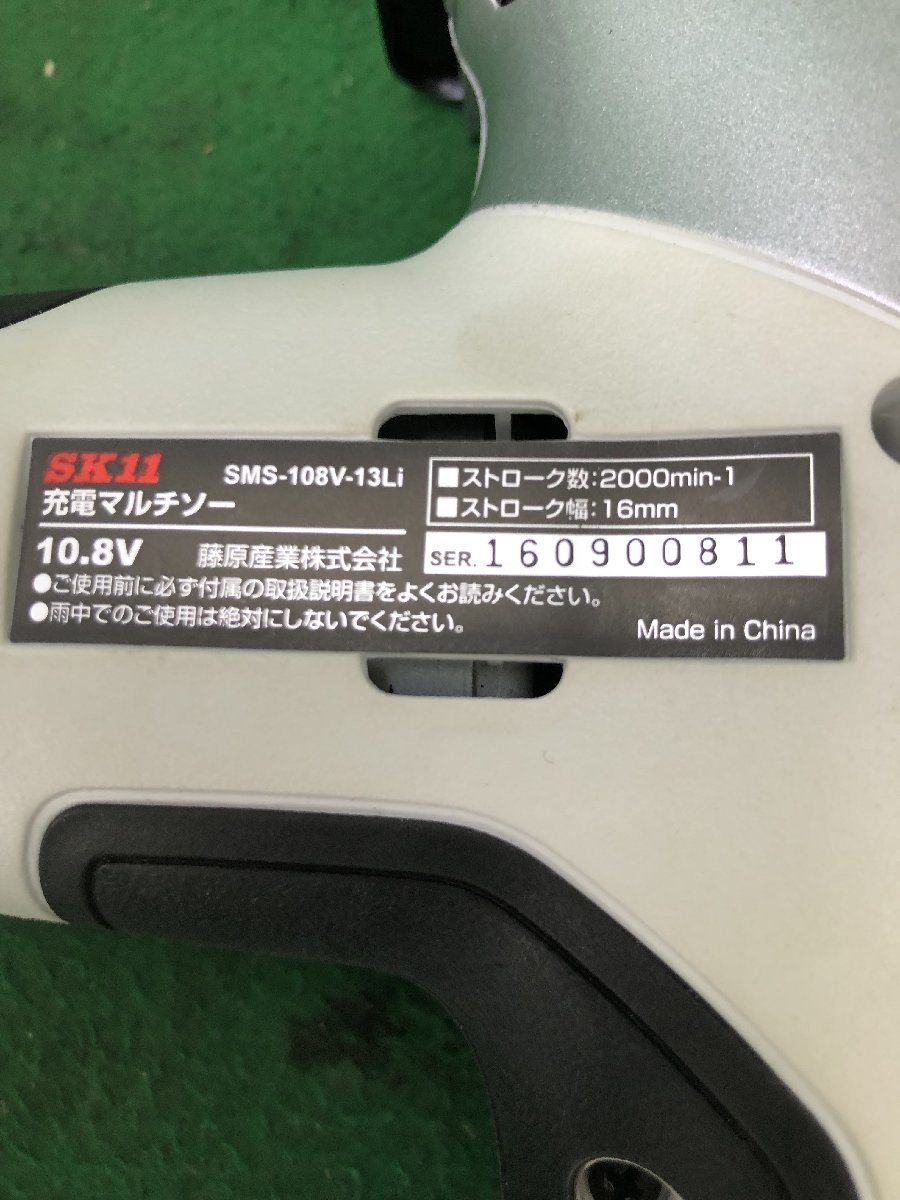 SK11 SMS-108V-13Li
充電マルチソー
10.8V 藤原産業株式会社
■ストローク数:2000min-1
■ストローク幅:16mm
SER. 160900811
●ご使用前に必ず付属の取扱説明書をよくお読みください。
●雨中でのご使用は絶対にしないでください。
Made in China